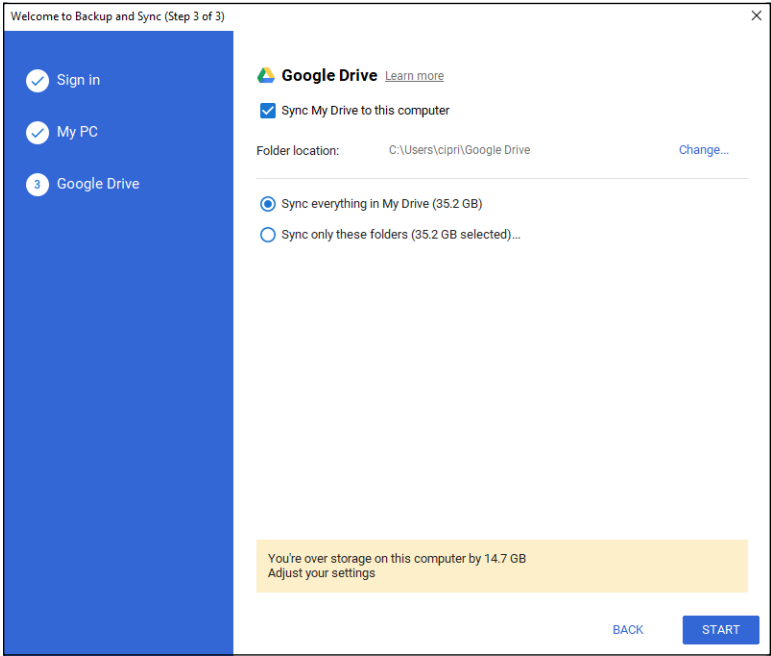 Welcome to Backup and Sync (Step 3 of 3)
Sign in
My PC
3 Google Drive
Google Drive Learn more
Sync My Drive to this computer
Folder location: C:\Users\cipri\Google Drive Change...
Sync everything in My Drive (35.2 GB)
Sync only these folders (35.2 GB selected)...
You're over storage on this computer by 14.7 GB
Adjust your settings
BACK START